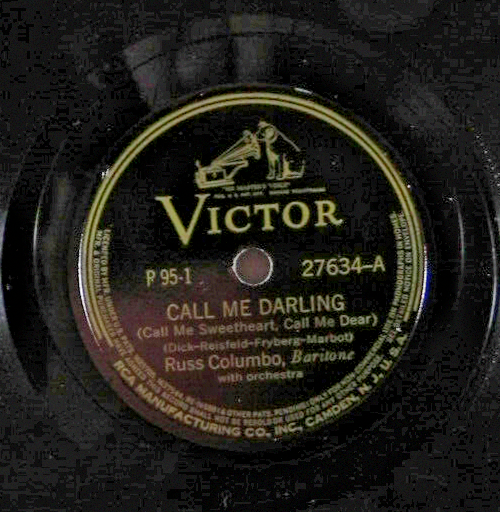 "HIS MASTER'S VOICE"
VICTOR
P 95-1
27634-A
CALL ME DARLING
(Call Me Sweetheart, Call Me Dear)
(Dick-Reisfeld-Fryberg-Marbot)
Russ Columbo, Baritone
with orchestra
RCA MANUFACTURING CO., INC., CAMDEN, N. J., U. S. A.